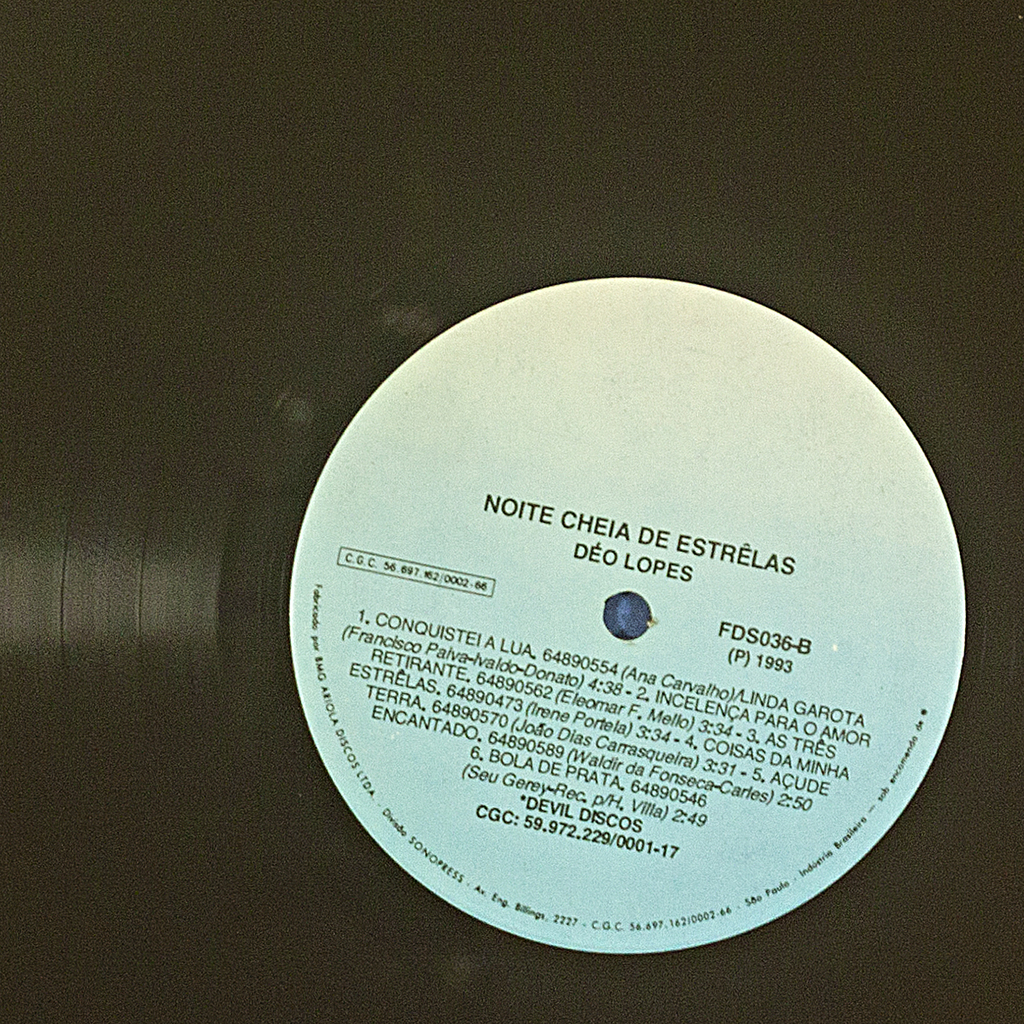 NOITE CHEIA DE ESTRÊLAS
DÉO LOPES
C.G.C. 56.697.162/0002-66
FDS036-B
(P) 1993
1. CONQUISTEI A LUA. 64890554 (Ana Carvalho)/LINDA GAROTA
(Francisco Paiva-Ivaldo-Donato) 4:38 - 2. INCELENÇA PARA O AMOR
RETIRANTE. 64890562 (Eleomar F. Mello) 3:34 - 3. AS TRÊS
ESTRÊLAS. 64890473 (Irene Portela) 3:34 - 4. COISAS DA MINHA
TERRA. 64890570 (João Dias Carrasqueira) 3:31 - 5. AÇUDE
ENCANTADO. 64890589 (Waldir da Fonseca-Carles) 2:50
6. BOLA DE PRATA. 64890546
(Seu Gerey-Rec. p/H. Villa) 2:49
*DEVIL DISCOS
CGC: 59.972.229/0001-17
Fabricado por BMG ARIOLA DISCOS LTDA. - Divisão SONOPRESS - Av. Eng. Billings, 2227 - C.G.C. 56.697.162/0002-66 - São Paulo - Indústria Brasileira — sob encomenda de *